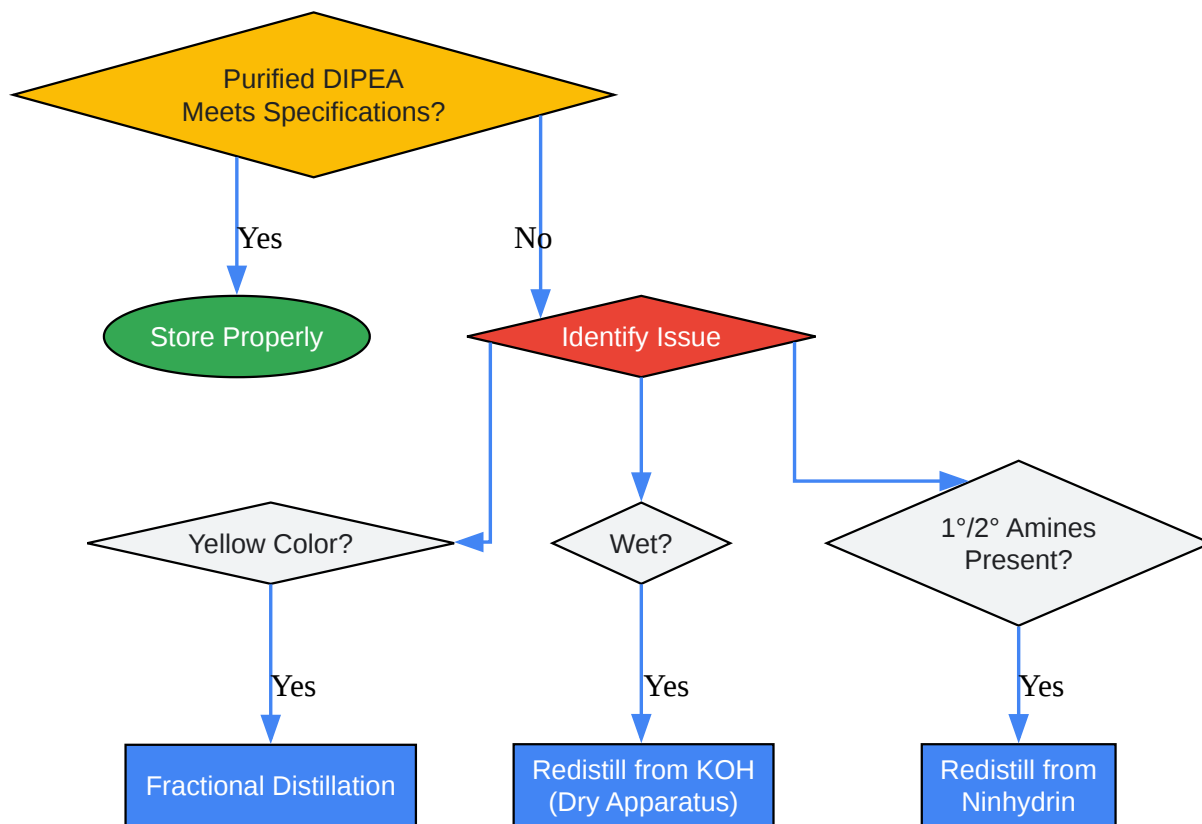 Purified DIPEA
Meets Specifications?
Yes
No
Store Properly
Identify Issue
Yellow Color?
Wet?
1°/2° Amines
Present?
Yes
Yes
Yes
Fractional Distillation
Redistill from KOH
(Dry Apparatus)
Redistill from
Ninhydrin